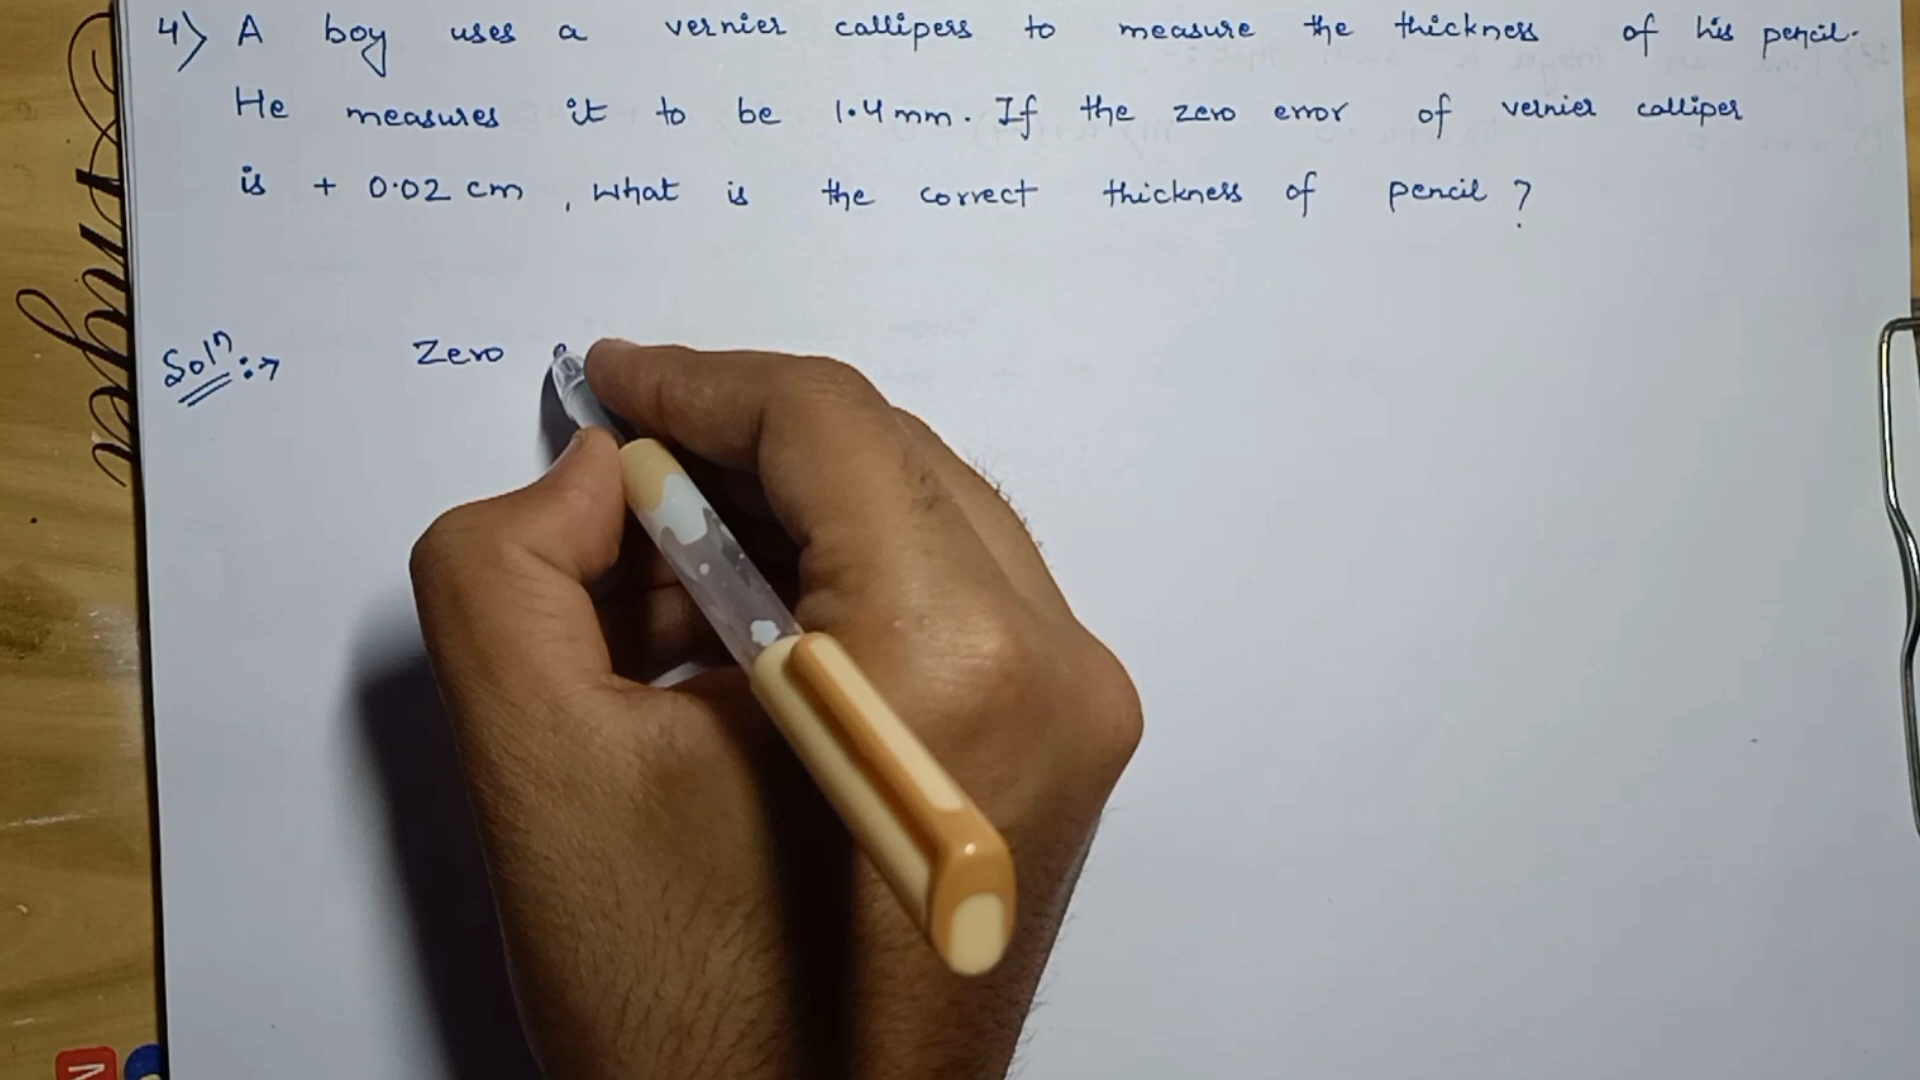 4) A boy uses a vernier callipers to measure the thickness of his pencil.
He measures it to be 1.4 mm. If the zero error of vernier calliper
is + 0.02 cm, what is the correct thickness of pencil?
Soln :→ Zero